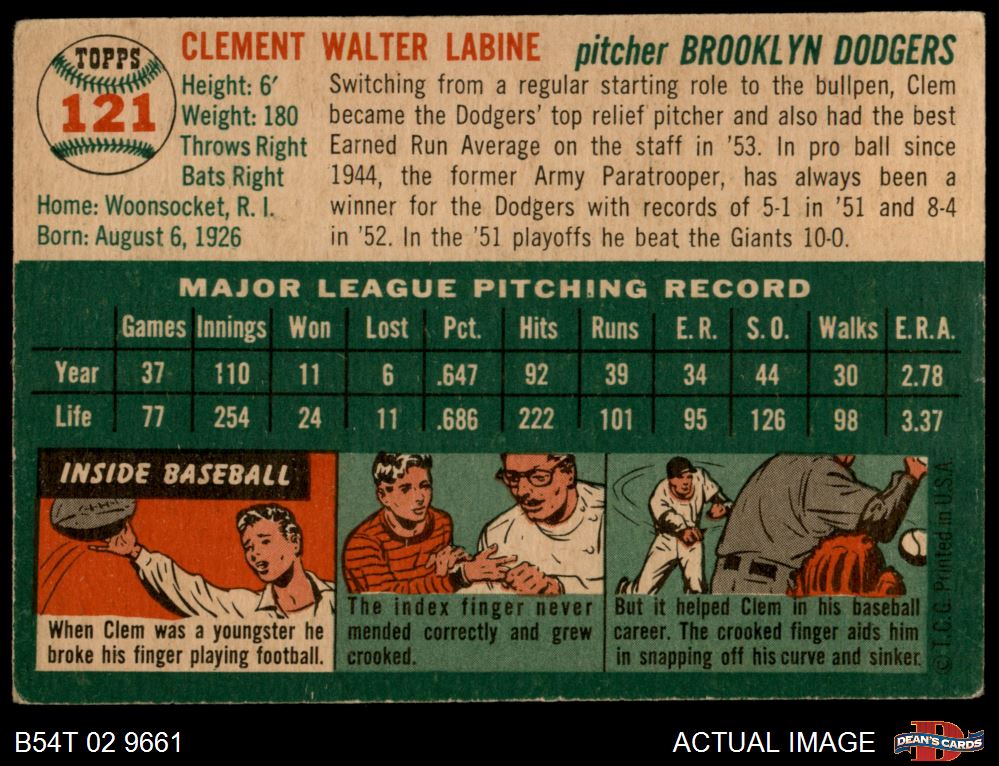 TOPPS
121
CLEMENT WALTER LABINE pitcher BROOKLYN DODGERS
Height: 6′
Weight: 180
Throws Right
Bats Right
Home: Woonsocket, R. I.
Born: August 6, 1926
Switching from a regular starting role to the bullpen, Clem
became the Dodgers' top relief pitcher and also had the best
Earned Run Average on the staff in '53. In pro ball since
1944, the former Army Paratrooper, has always been a
winner for the Dodgers with records of 5-1 in '51 and 8-4
in '52. In the '51 playoffs he beat the Giants 10-0.
MAJOR LEAGUE PITCHING RECORD
Games Innings Won Lost Pct. Hits Runs E. R. S. O. Walks E.R.A.
Year 37 110 11 6 .647 92 39 34 44 30 2.78
Life 77 254 24 11 .686 222 101 95 126 98 3.37
INSIDE BASEBALL
When Clem was a youngster he
broke his finger playing football.
The index finger never
mended correctly and grew
crooked.
But it helped Clem in his baseball
career. The crooked finger aids him
in snapping off his curve and sinker.
© T. C. G. Printed in U.S.A.
B54T 02 9661
ACTUAL IMAGE
DEAN'S CARDS